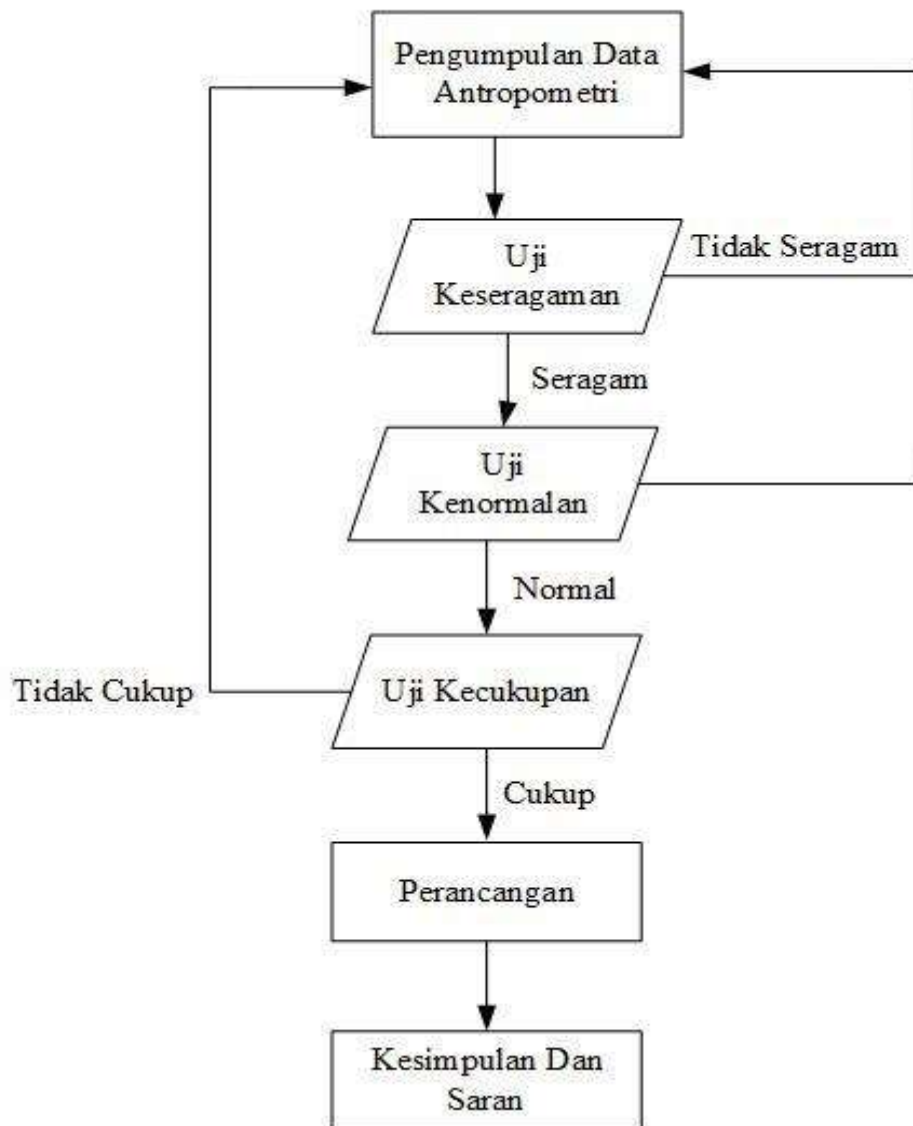 Pengumpulan Data
Antropometri
Uji
Keseragaman
Tidak Seragam
Seragam
Uji
Kenormalan
Normal
Tidak Cukup
Uji Kecukupan
Cukup
Perancangan
Kesimpulan Dan
Saran